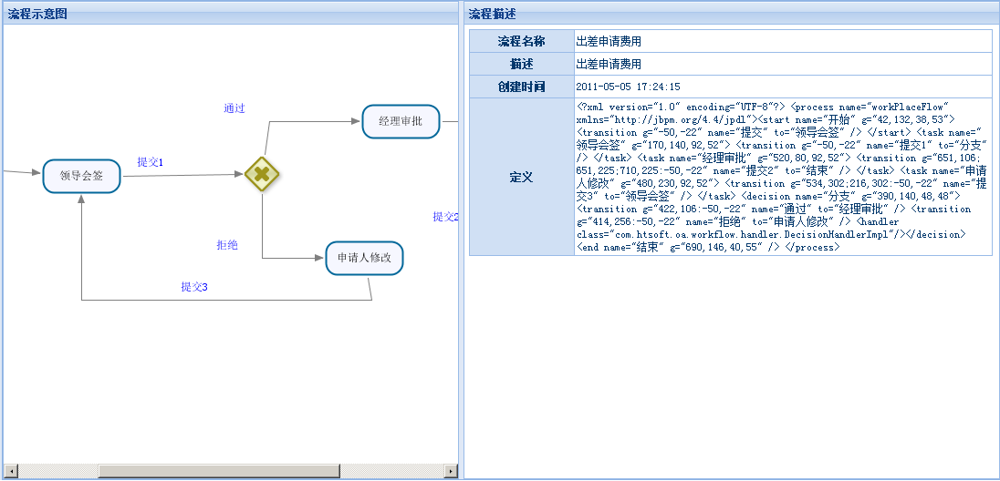 流程示意图
通过
经理审批
领导会签
提交1
提交2
拒绝
申请人修改
提交3
流程描述
流程名称 出差申请费用
描述 出差申请费用
创建时间 2011-05-05 17:24:15
定义
<?xml version="1.0" encoding="UTF-8"?> <process name="workPlaceFlow"
xmlns="http://jbpm.org/4.4/jpdl"><start name="开始" g="42,132,38,53">
<transition g="-50,-22" name="提交" to="领导会签" /> </start> <task name="
领导会签" g="170,140,92,52"> <transition g="-50,-22" name="提交1" to="分支"
/> </task> <task name="经理审批" g="520,80,92,52"> <transition g="651,106;
651,225;710,225:-50,-22" name="提交2" to="结束" /> </task> <task name="申请
人修改" g="480,230,92,52"> <transition g="534,302;216,302:-50,-22" name="提
交3" to="领导会签" /> </task> <decision name="分支" g="390,140,48,48">
<transition g="422,106:-50,-22" name="通过" to="经理审批" /> <transition
g="414,256:-50,-22" name="拒绝" to="申请人修改" /> <handler
class="com.htsoft.oa.workflow.handler.DecisionHandlerImpl"/></decision>
<end name="结束" g="690,146,40,55" /> </process>